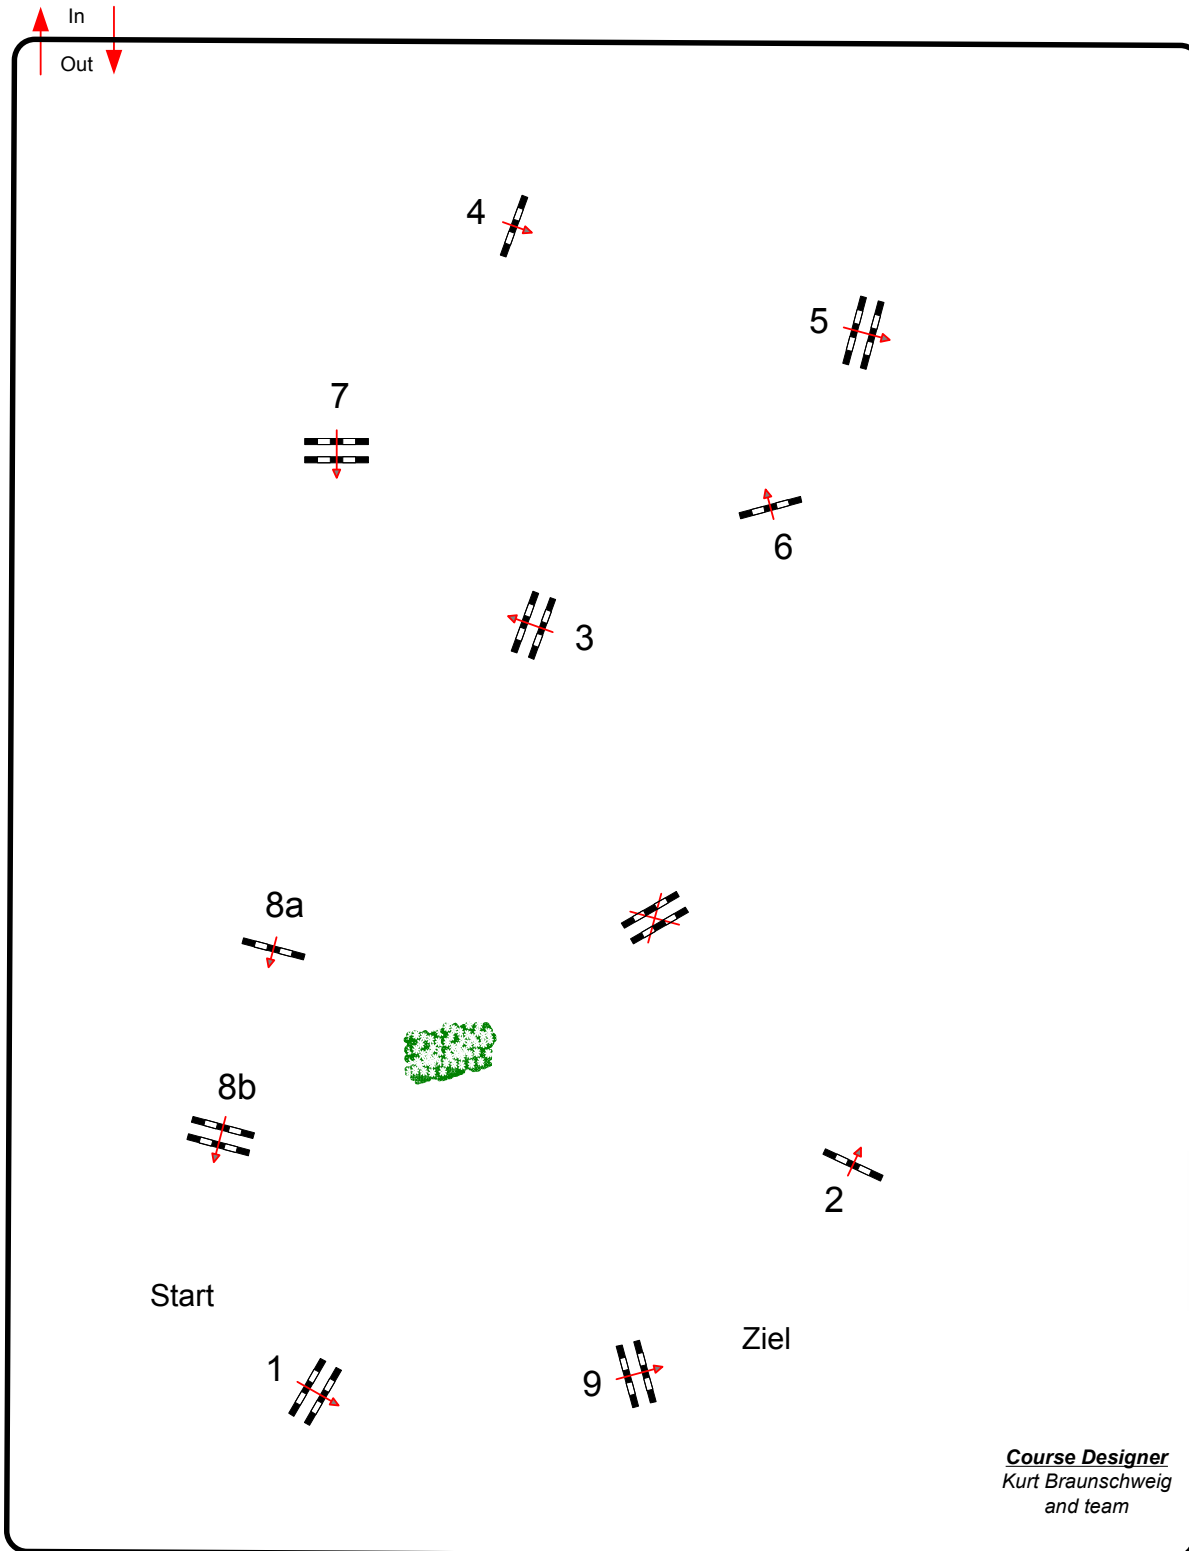 In
Out
4
5
7
6
3
8a
8b
2
Start
Ziel
1
9
Course Designer
Kurt Braunschweig
and team